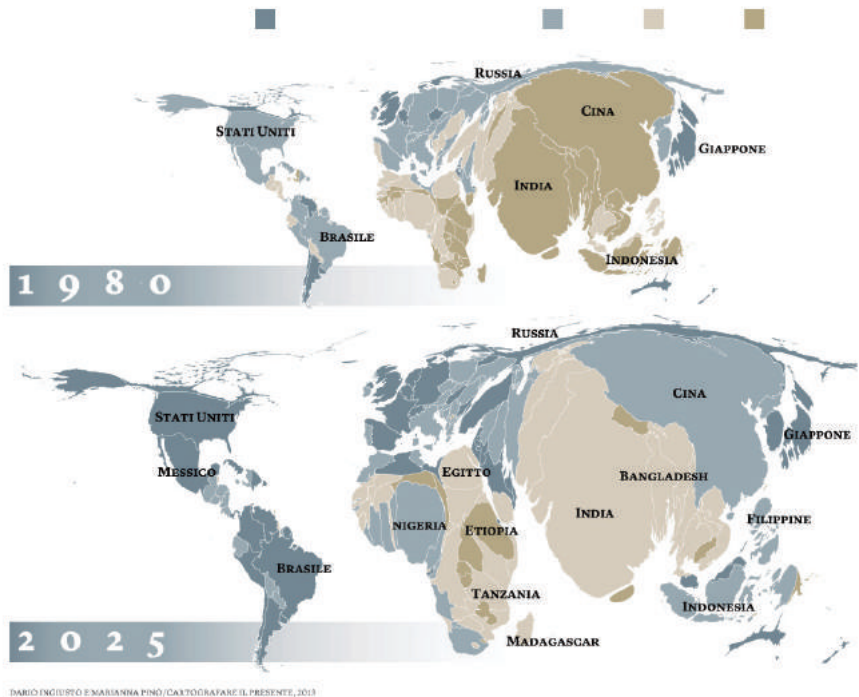 RUSSIA
CINA
STATI UNITI
GIAPPONE
INDIA
BRASILE
INDONESIA
1980
RUSSIA
CINA
STATI UNITI
GIAPPONE
MESSICO
EGITTO
BANGLADESH
INDIA
FILIPPINE
NIGERIA
ETIOPIA
BRASILE
TANZANIA
INDONESIA
2025
MADAGASCAR
DARIO INGIUSTO E MARIANNA PINO/CARTOGRAFARE IL PRESENTE, 2013